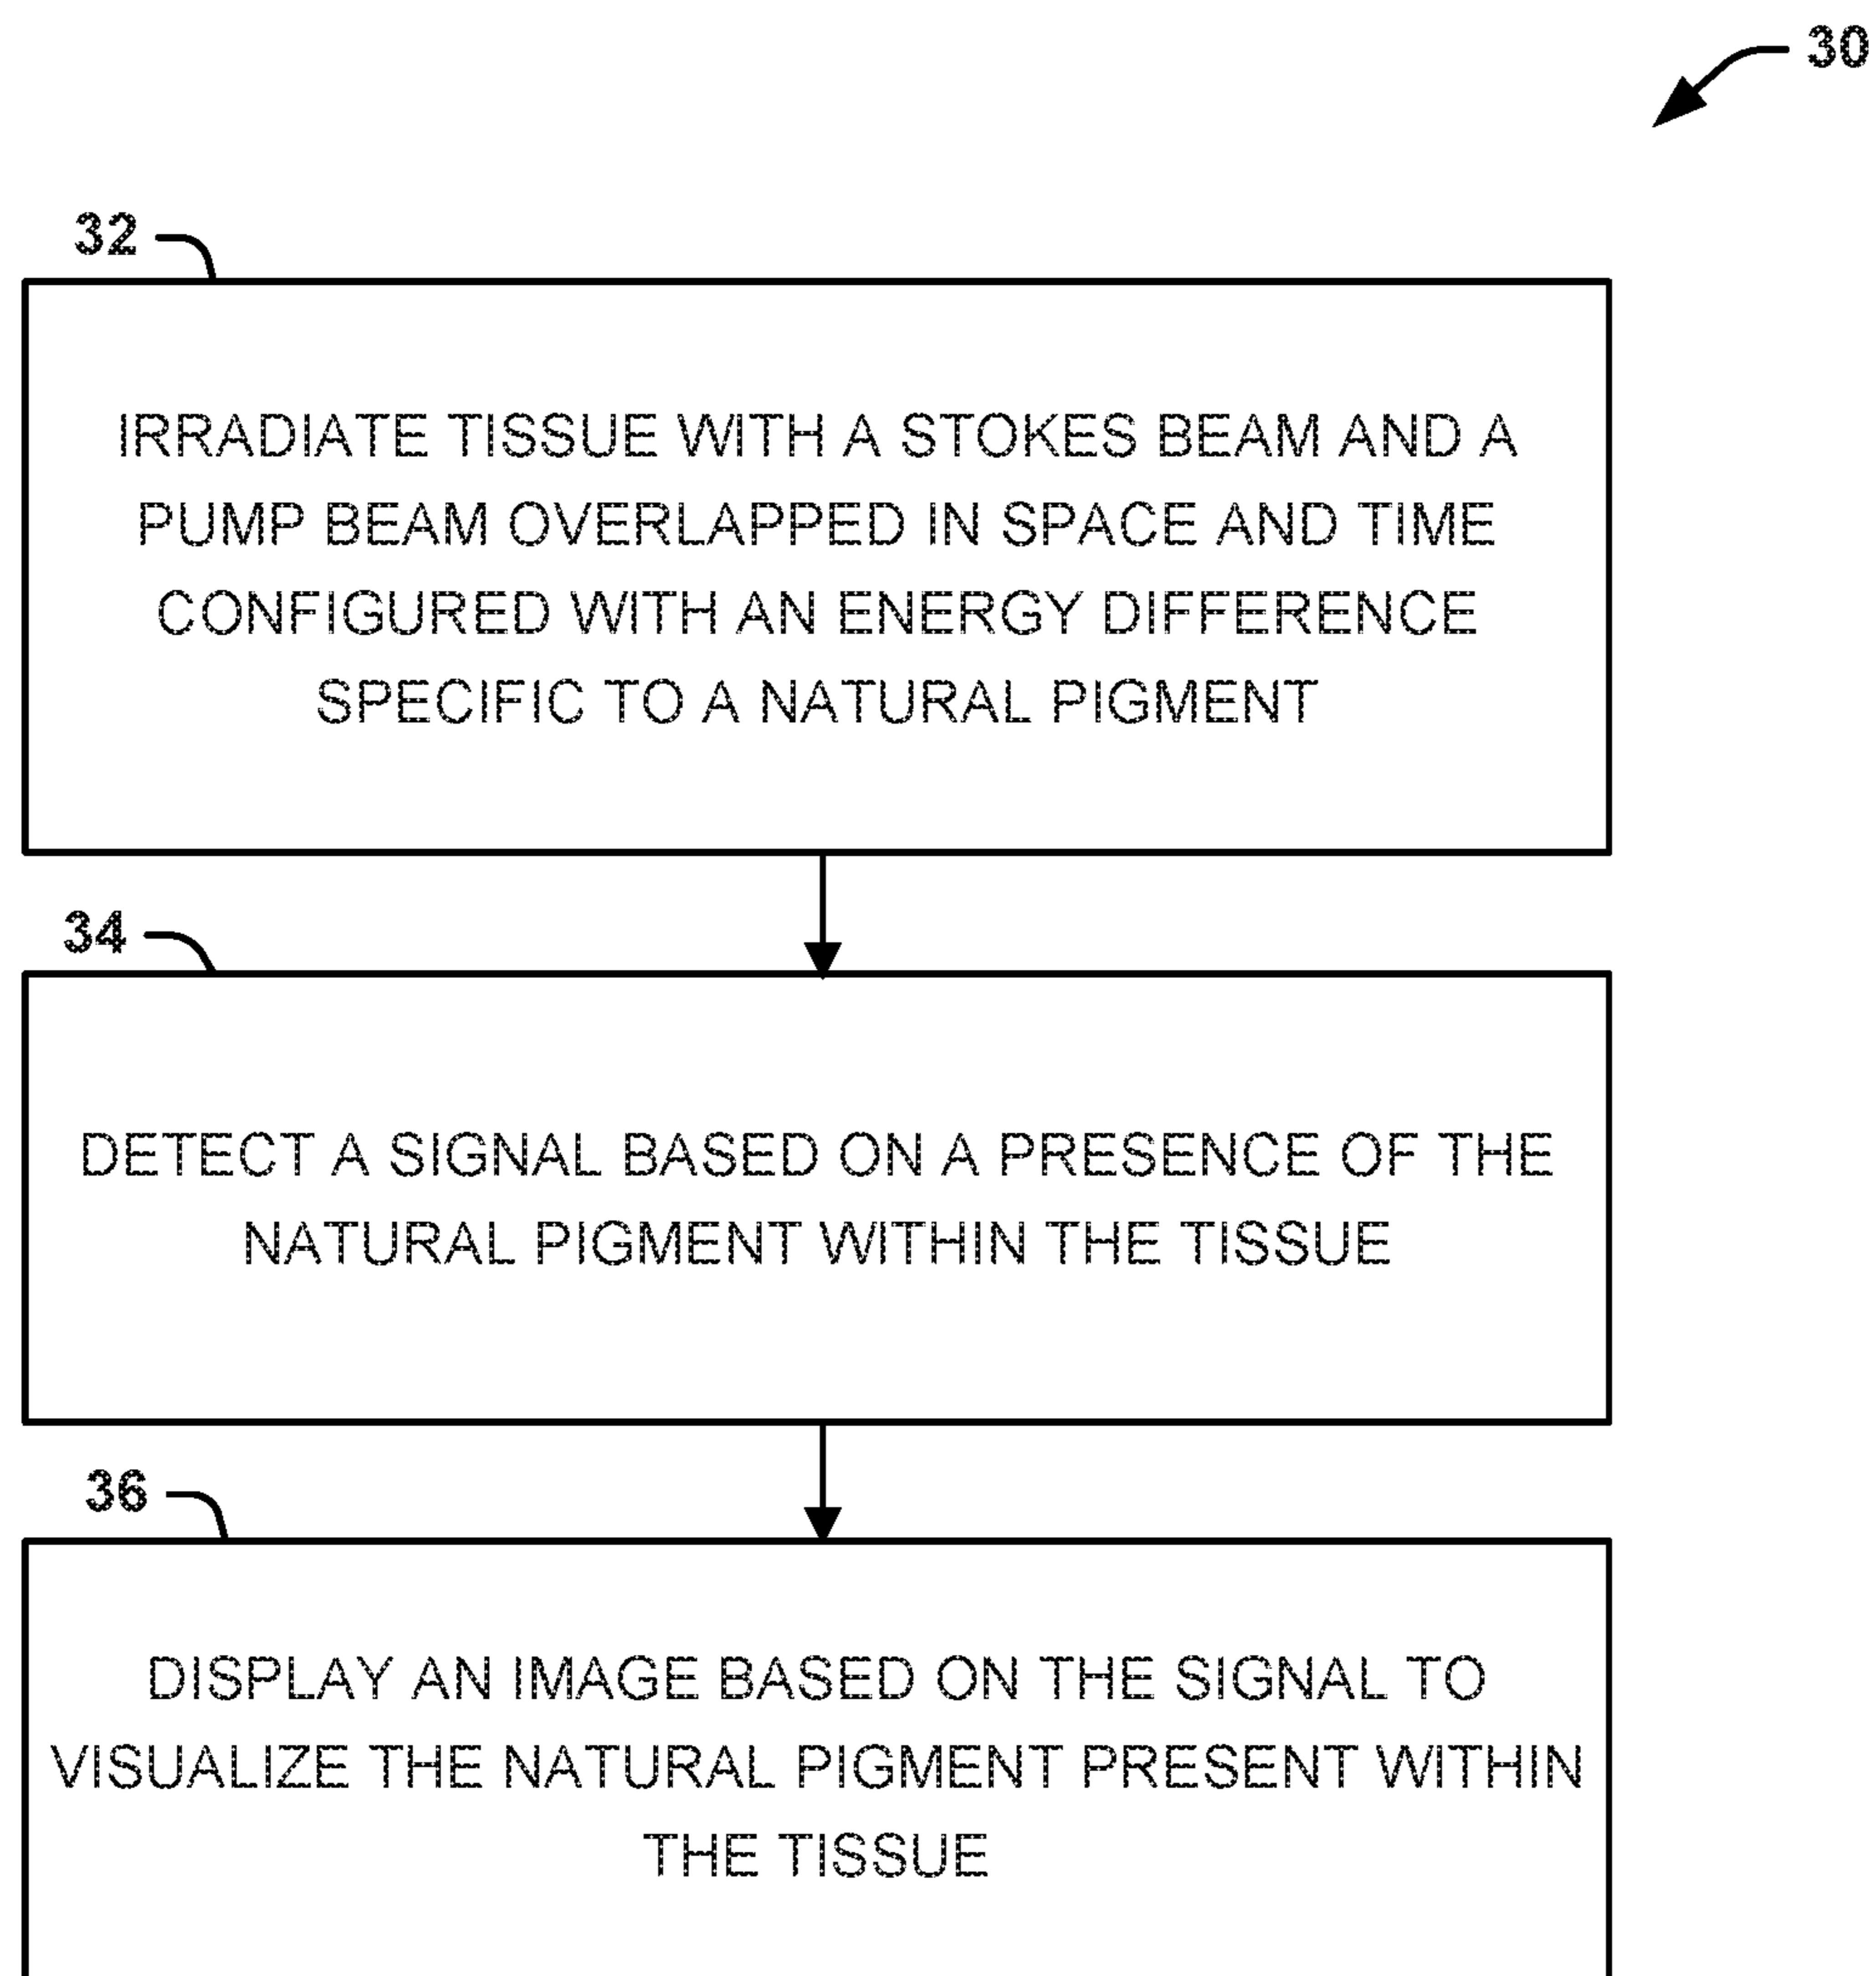 30
32
IRRADIATE TISSUE WITH A STOKES BEAM AND A
PUMP BEAM OVERLAPPED IN SPACE AND TIME
CONFIGURED WITH AN ENERGY DIFFERENCE
SPECIFIC TO A NATURAL PIGMENT
34
DETECT A SIGNAL BASED ON A PRESENCE OF THE
NATURAL PIGMENT WITHIN THE TISSUE
36
DISPLAY AN IMAGE BASED ON THE SIGNAL TO
VISUALIZE THE NATURAL PIGMENT PRESENT WITHIN
THE TISSUE